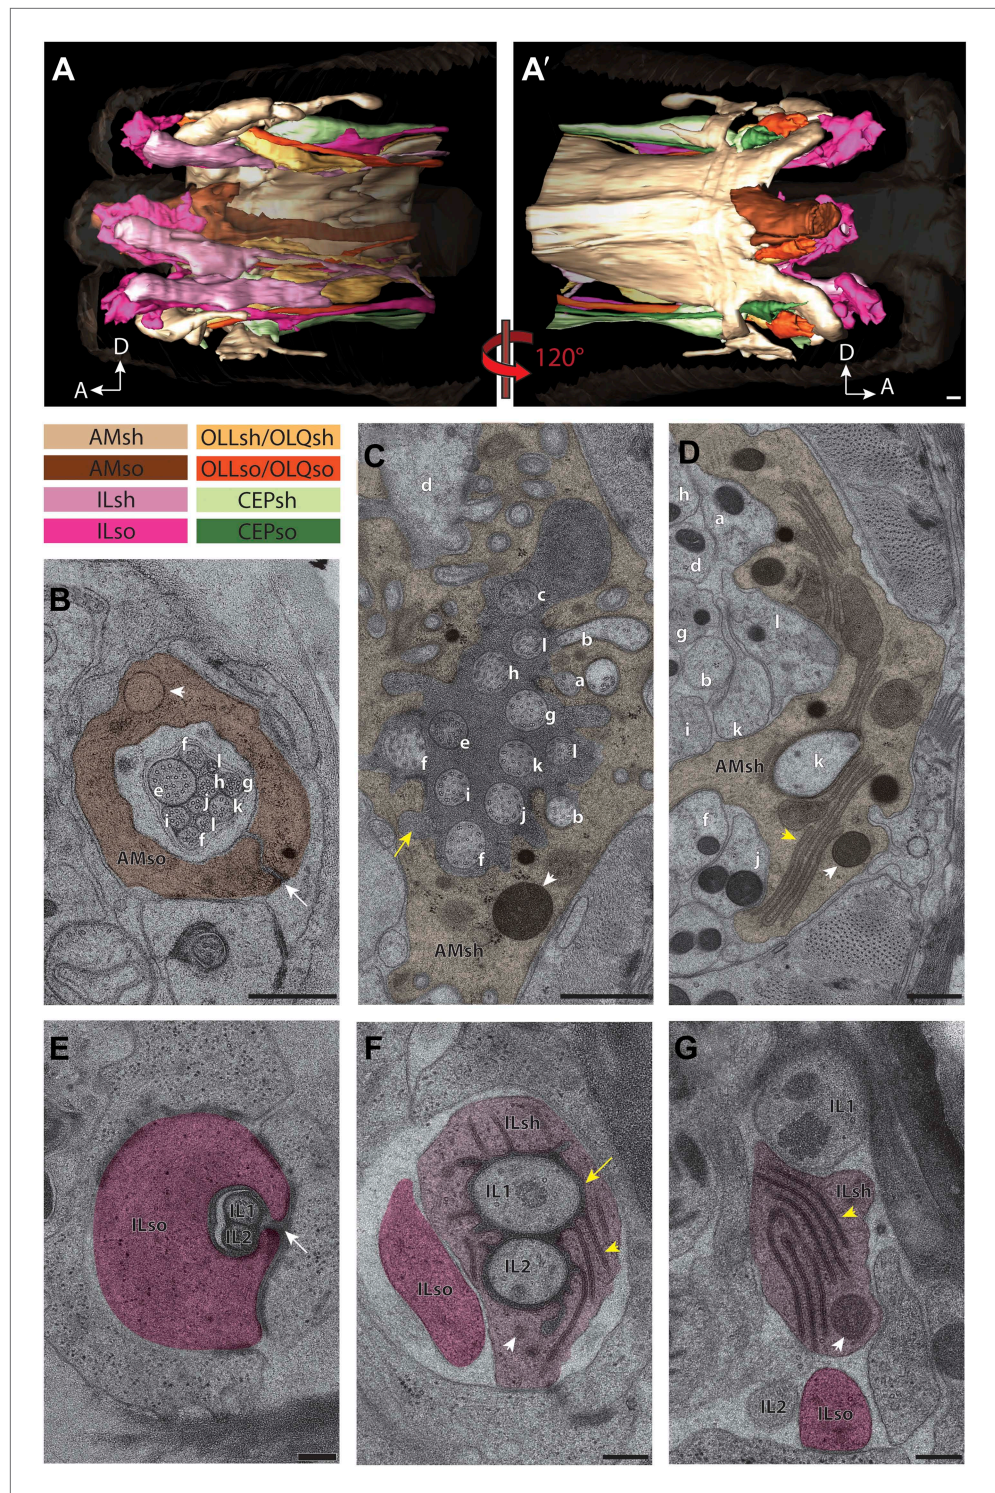 A
A′
D
A
120°
D
A
AMsh
OLLsh/OLQsh
AMso
OLLso/OLQso
ILsh
CEPsh
ILso
CEPso
B
f
l
e
h
g
j
k
i
l
f
AMso
C
d
c
l
b
h
a
g
e
f
l
k
i
j
b
f
AMsh
D
h
a
d
g
l
b
i
k
AMsh
k
f
j
E
ILso
IL1
IL2
F
ILsh
IL1
IL2
ILso
G
IL1
ILsh
IL2
ILso